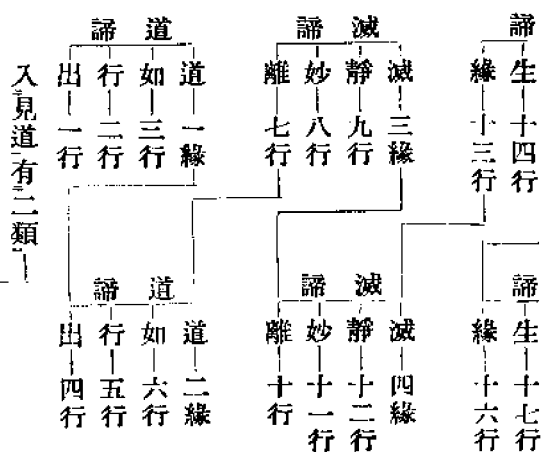 諦
生十四行
緣十三行
滅諦
滅三緣
靜九行
妙八行
離七行
道諦
道一緣
如三行
行二行
出一行
諦
生十七行
緣十六行
滅諦
滅四緣
靜十二行
妙十一行
離十行
道諦
道二緣
如六行
行五行
出四行
入見道有二類